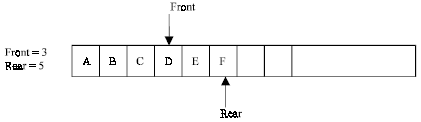 Front
Front = 3
Rear = 5
A B C D E F
Rear